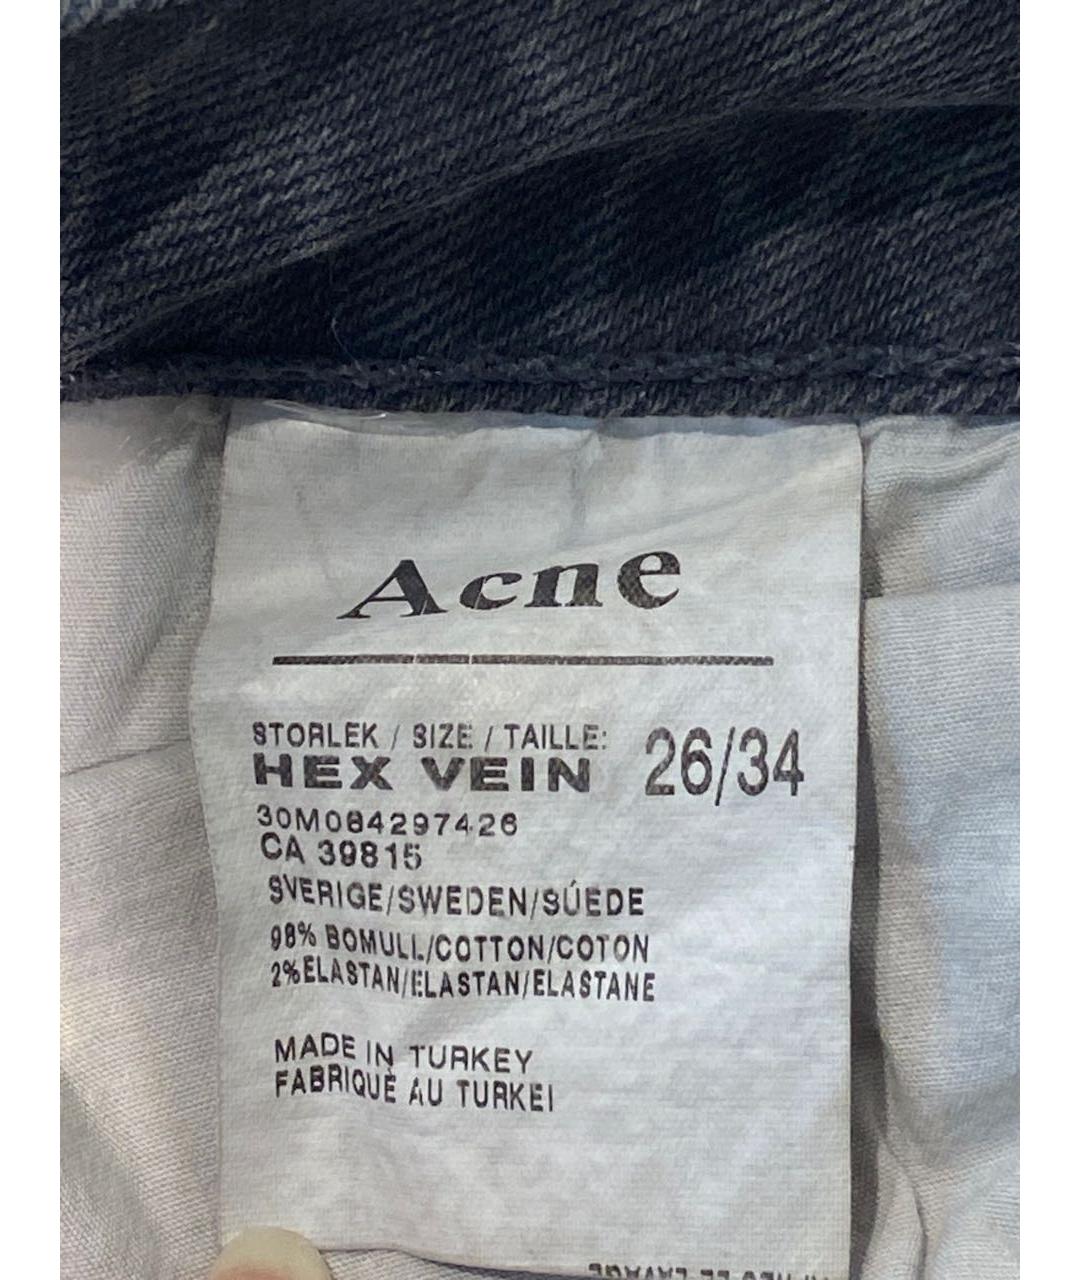 Acne
STORLEK / SIZE / TAILLE: 26/34
HEX VEIN
30M084297426
CA 39815
SVERIGE/SWEDEN/SÚEDE
98% BOMULL/COTTON/COTON
2% ELASTAN/ELASTAN/ELASTANE
MADE IN TURKEY
FABRIQUÈ AU TURKEI